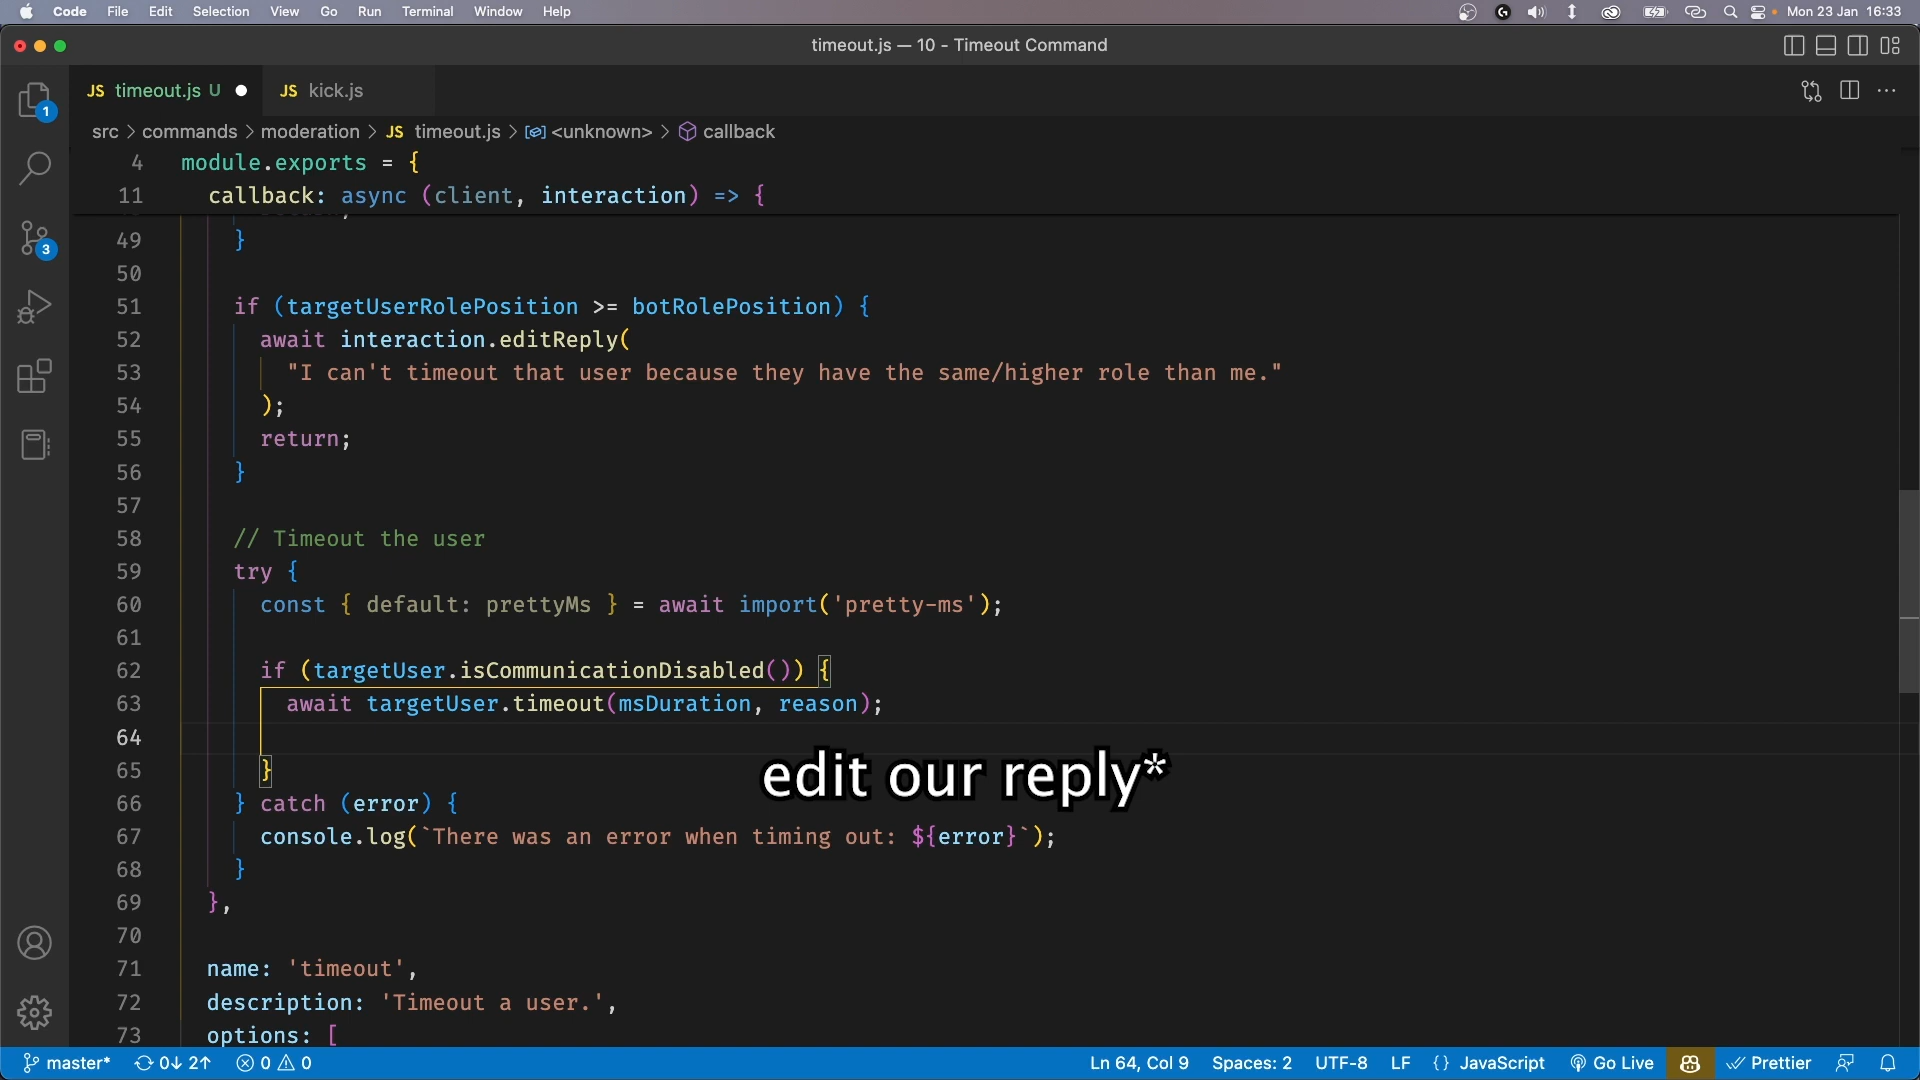 Code File Edit Selection View Go Run Terminal Window Help Mon 23 Jan 16:33
timeout.js — 10 - Timeout Command
JS timeout.js U JS kick.js
1
src > commands > moderation > JS timeout.js > <unknown> > callback
4 module.exports = {
11 callback: async (client, interaction) => {
49 }
3
50
51 if (targetUserRolePosition >= botRolePosition) {
52 await interaction.editReply(
53 "I can't timeout that user because they have the same/higher role than me."
54 );
55 return;
56 }
57
58 // Timeout the user
59 try {
60 const { default: prettyMs } = await import('pretty-ms');
61
62 if (targetUser.isCommunicationDisabled()) {
63 await targetUser.timeout(msDuration, reason);
64
65 }
edit our reply*
66 } catch (error) {
67 console.log(`There was an error when timing out: ${error}`);
68 }
69 },
70
71 name: 'timeout',
72 description: 'Timeout a user.',
73 options: [
master* 0↓ 2↑ 0 0 Ln 64, Col 9 Spaces: 2 UTF-8 LF {} JavaScript Go Live Prettier